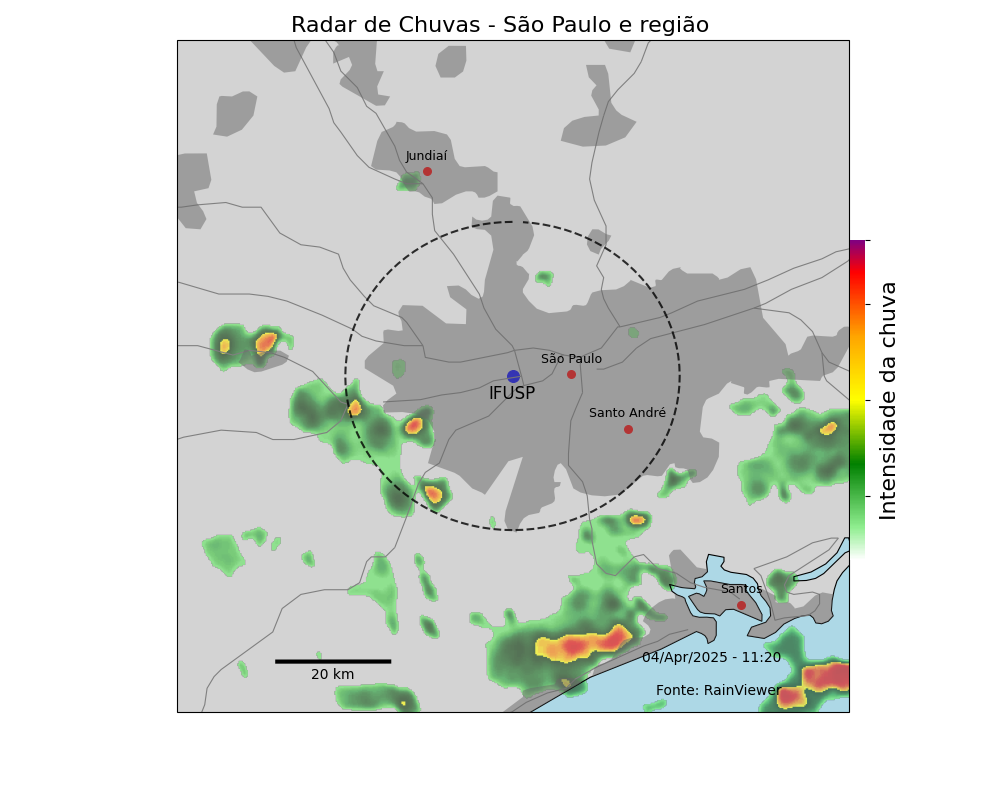 Radar de Chuvas - São Paulo e região
Jundiaí
São Paulo
IFUSP
Santo André
Intensidade da chuva
Santos
04/Apr/2025 - 11:20
20 km
Fonte: RainViewer